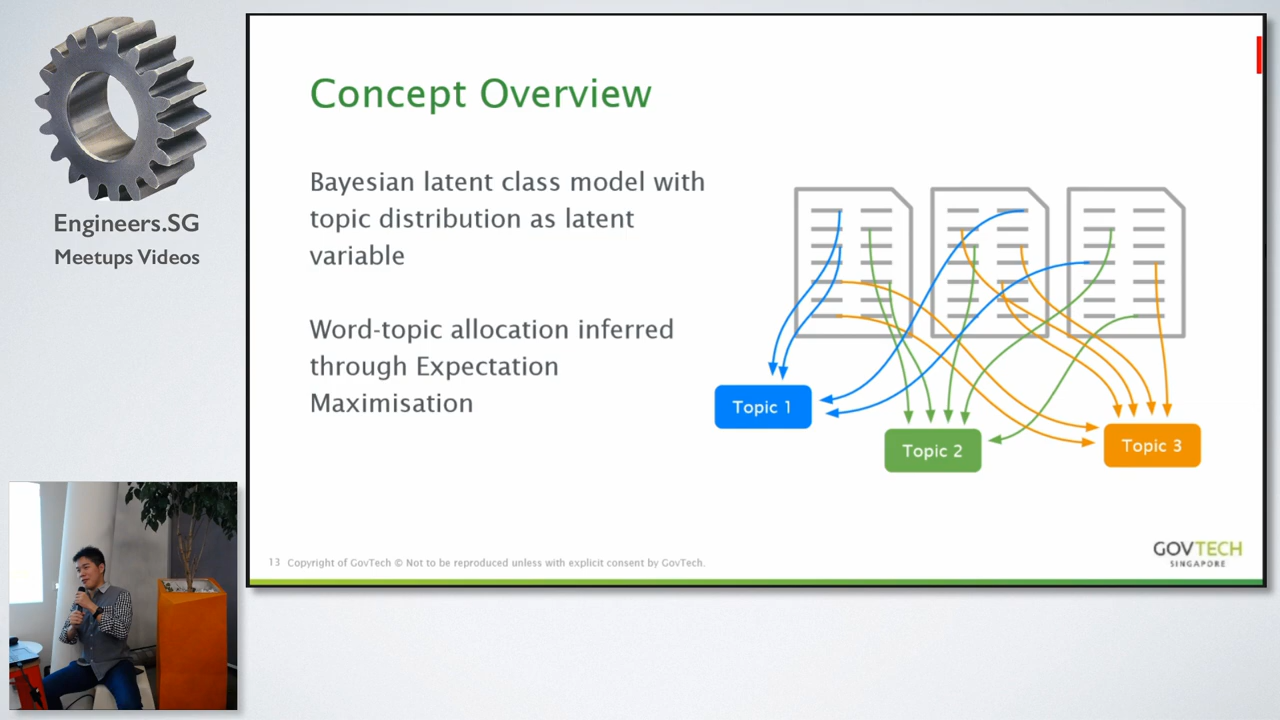 Engineers.SG
Meetups Videos
Concept Overview
Bayesian latent class model with
topic distribution as latent
variable
Word-topic allocation inferred
through Expectation
Maximisation
Topic 1
Topic 2
Topic 3
13 Copyright of GovTech © Not to be reproduced unless with explicit consent by GovTech.
GOVTECH
SINGAPORE